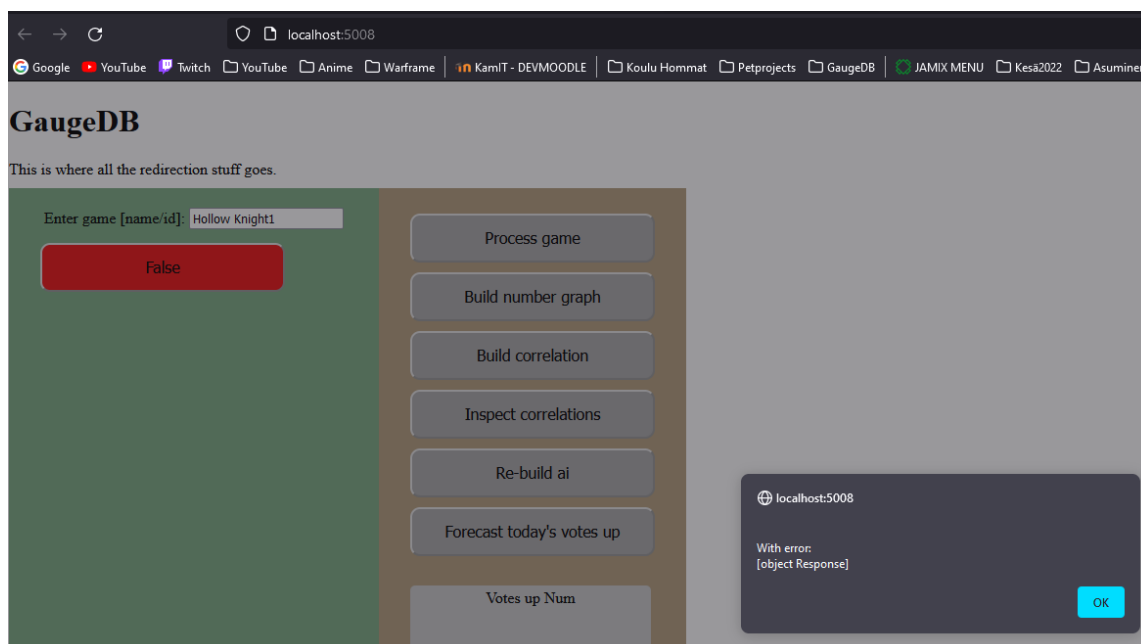 localhost:5008
Google YouTube Twitch YouTube Anime Warframe KamIT - DEVMOODLE Koulu Hommat Petprojects GaugeDB JAMIX MENU Kesä2022 Asumine
GaugeDB
This is where all the redirection stuff goes.
Enter game [name/id]: Hollow Knight1
False
Process game
Build number graph
Build correlation
Inspect correlations
Re-build ai
Forecast today's votes up
Votes up Num
localhost:5008
With error:
[object Response]
OK